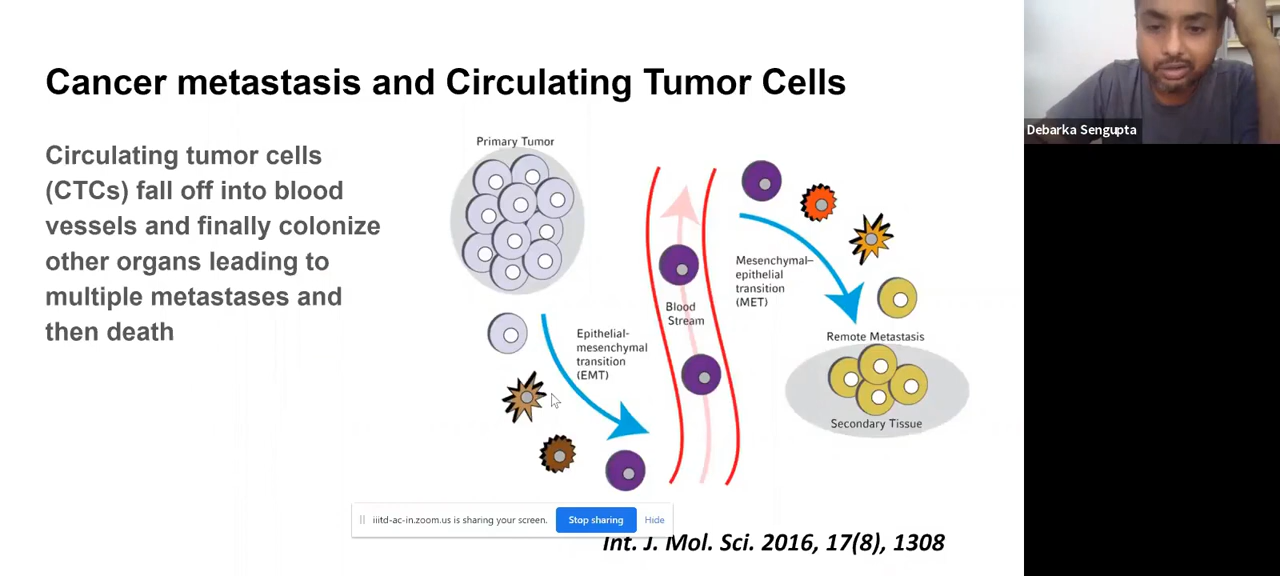 Cancer metastasis and Circulating Tumor Cells
Circulating tumor cells
(CTCs) fall off into blood
vessels and finally colonize
other organs leading to
multiple metastases and
then death
Primary Tumor
Epithelial-
mesenchymal
transition
(EMT)
Blood
Stream
Mesenchymal-
epithelial
transition
(MET)
Remote Metastasis
Secondary Tissue
iiitd-ac-in.zoom.us is sharing your screen.
Stop sharing
Hide
Int. J. Mol. Sci. 2016, 17(8), 1308
Debarka Sengupta